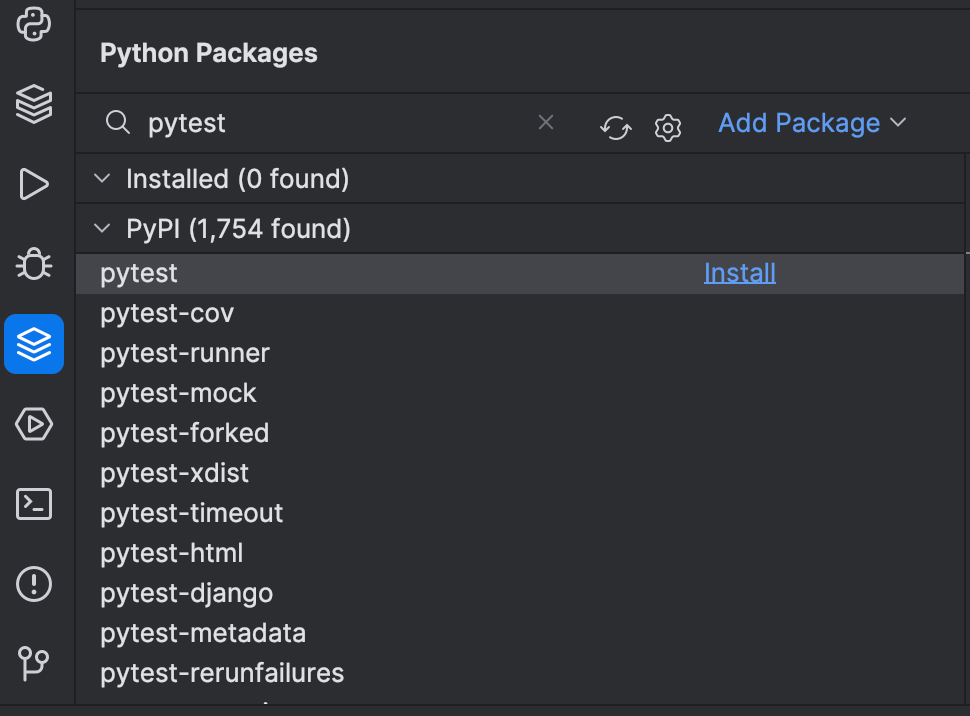 Python Packages
pytest
Add Package
Installed (0 found)
PyPI (1,754 found)
pytest Install
pytest-cov
pytest-runner
pytest-mock
pytest-forked
pytest-xdist
pytest-timeout
pytest-html
pytest-django
pytest-metadata
pytest-rerunfailures